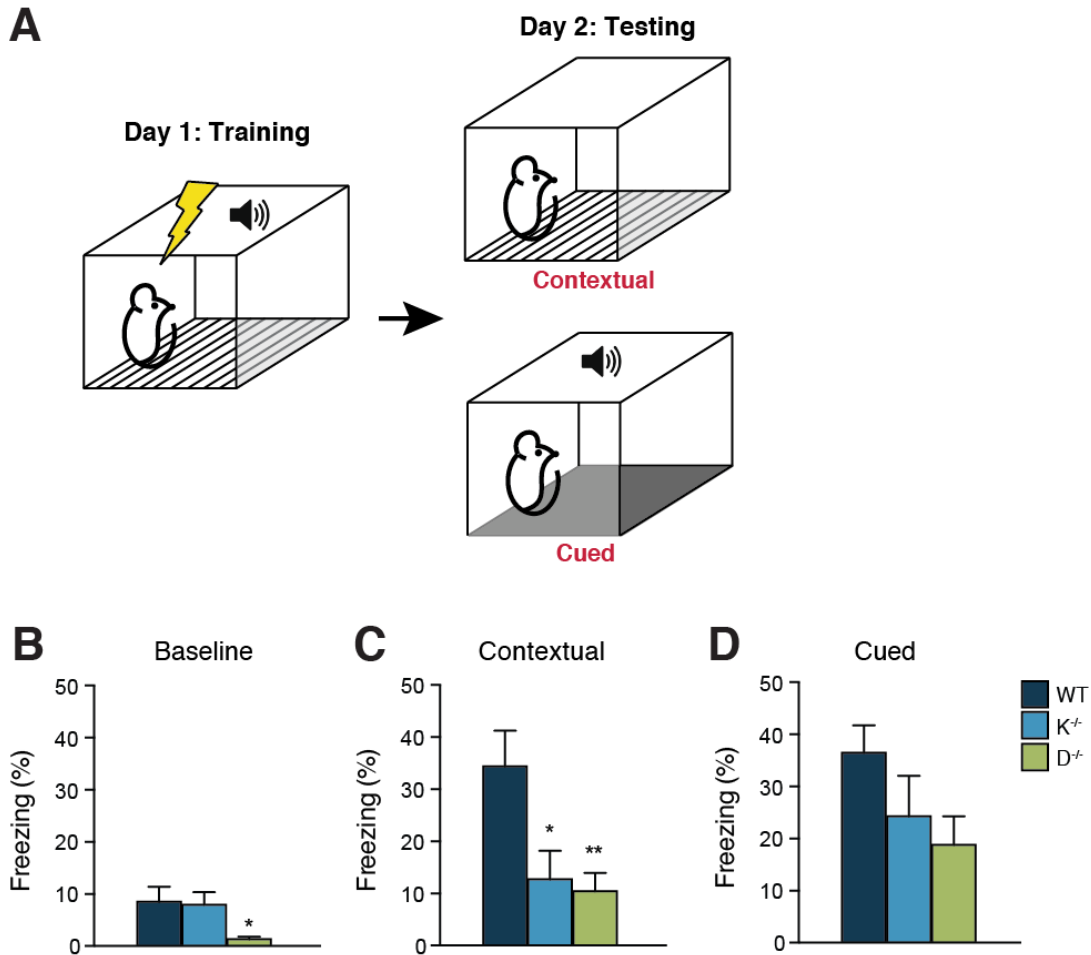 A
Day 1: Training
Day 2: Testing
Contextual
Cued
B
Baseline
Freezing (%)
50
40
30
20
10
0
*
C
Contextual
Freezing (%)
50
40
30
20
10
0
*
**
D
Cued
Freezing (%)
50
40
30
20
10
0
WT
K-/-
D-/-